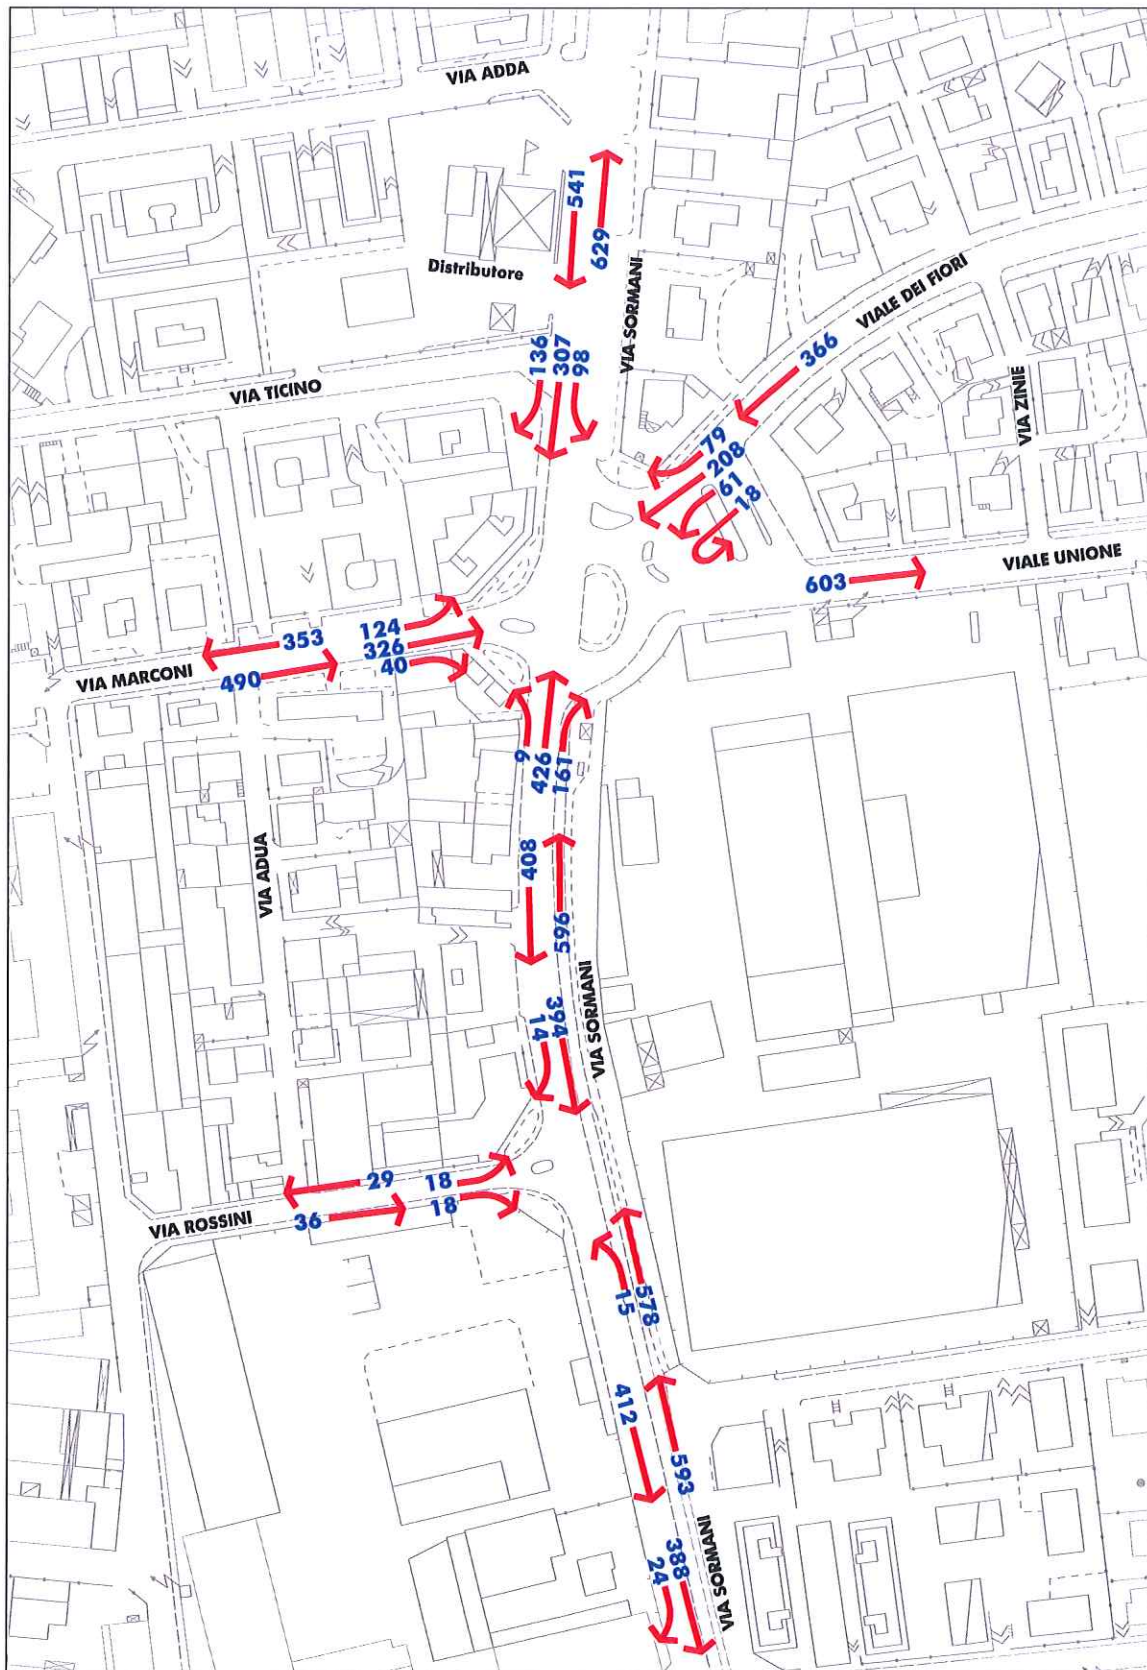 VIA ADDA
541
629
Distributore
VIA SORMANI
VIALE DEI FIORI
136
307
98
366
VIA TICINO
VIA ZINIE
79
208
61
18
VIALE UNIONE
603
124
353
326
40
VIA MARCONI
490
9
426
161
408
VIA ADUA
596
VIA SORMANI
394
14
29
18
18
36
VIA ROSSINI
15
578
412
593
VIA SORMANI
388
24